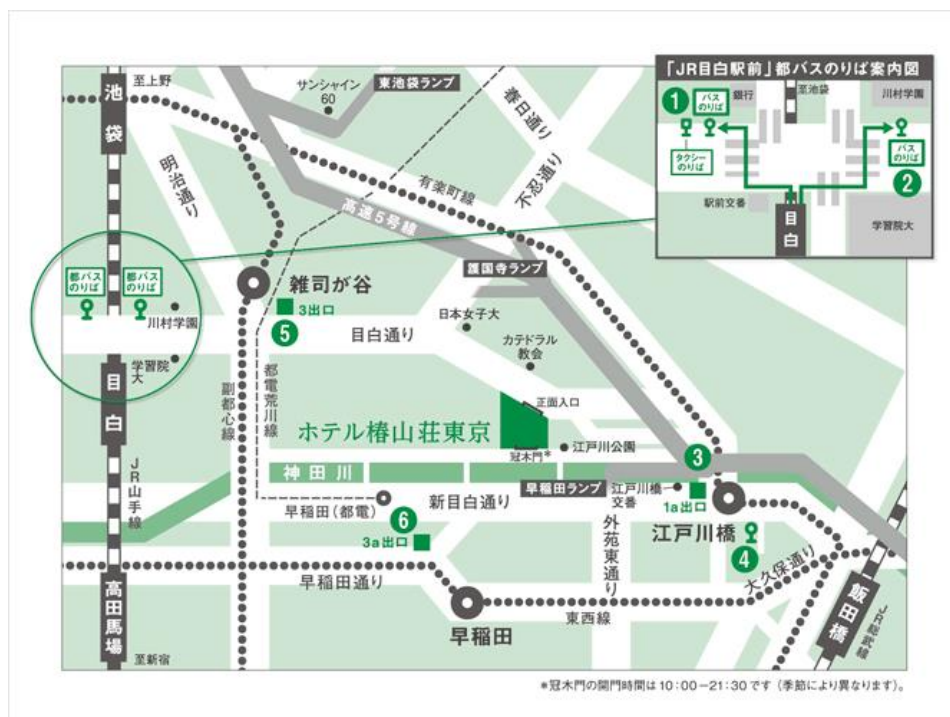 至上野
池袋
サンシャイン
60
東池袋ランプ
春日通り
不忍通り
明治通り
有楽町線
高速5号線
護国寺ランプ
「JR目白駅前」都バスのりば案内図
1
バス
のりば
銀行
至池袋
川村学園
タクシー
のりば
バス
のりば
2
駅前交番
目白
学習院大
都バス
のりば
都バス
のりば
川村学園
学習院
大
目白
雑司が谷
3出口
5
目白通り
日本女子大
カテドラル
教会
副都心線
都電荒川線
正面入口
ホテル椿山荘東京
冠木門*
江戸川公園
神田川
早稲田ランプ
3
江戸川橋
交番
1a出口
江戸川橋
4
JR山手線
早稲田(都電)
新目白通り
6
3a出口
外苑東通り
大久保通り
早稲田通り
早稲田
東西線
飯田橋
JR総武線
高田馬場
至新宿
*冠木門の開門時間は10:00−21:30です(季節により異なります)。